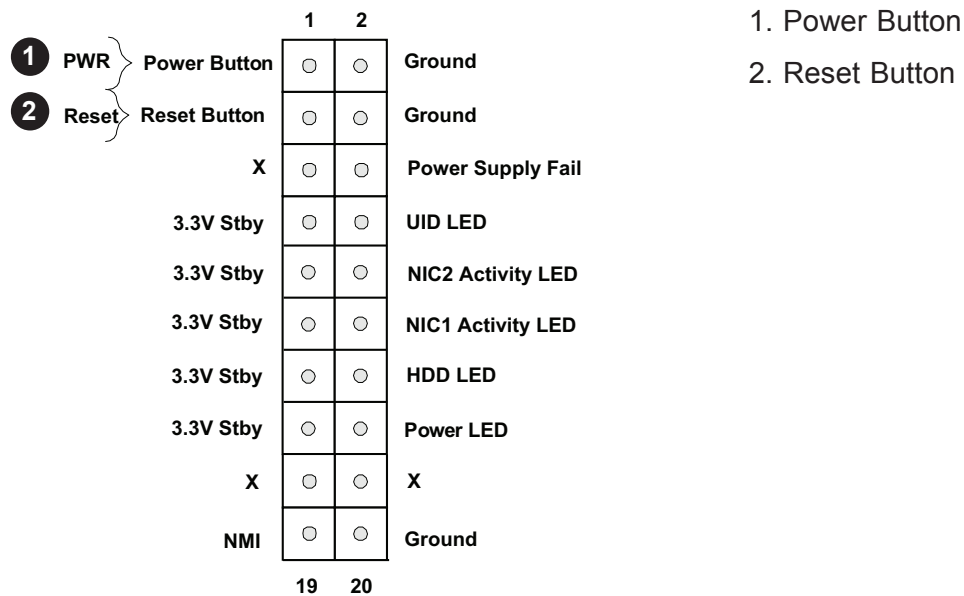 1 2
1 PWR Power Button Ground
2 Reset Reset Button Ground
X Power Supply Fail
3.3V Stby UID LED
3.3V Stby NIC2 Activity LED
3.3V Stby NIC1 Activity LED
3.3V Stby HDD LED
3.3V Stby Power LED
X X
NMI Ground
19 20
1. Power Button
2. Reset Button